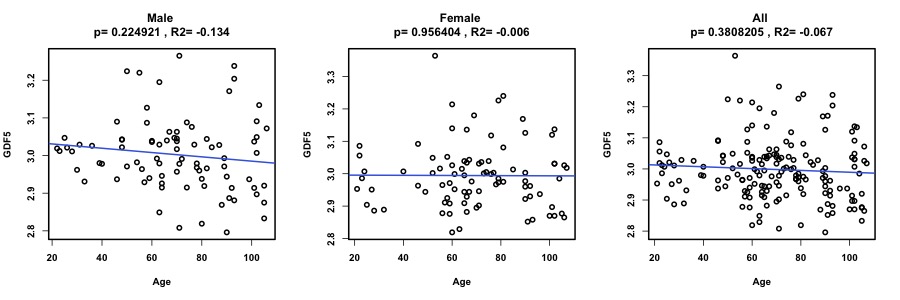 Male
p= 0.224921 , R2= -0.134
GDF5
3.2
3.1
3.0
2.9
2.8
20 40 60 80 100
Age
Female
p= 0.956404 , R2= -0.006
GDF5
3.3
3.2
3.1
3.0
2.9
2.8
20 40 60 80 100
Age
All
p= 0.3808205 , R2= -0.067
GDF5
3.3
3.2
3.1
3.0
2.9
2.8
20 40 60 80 100
Age